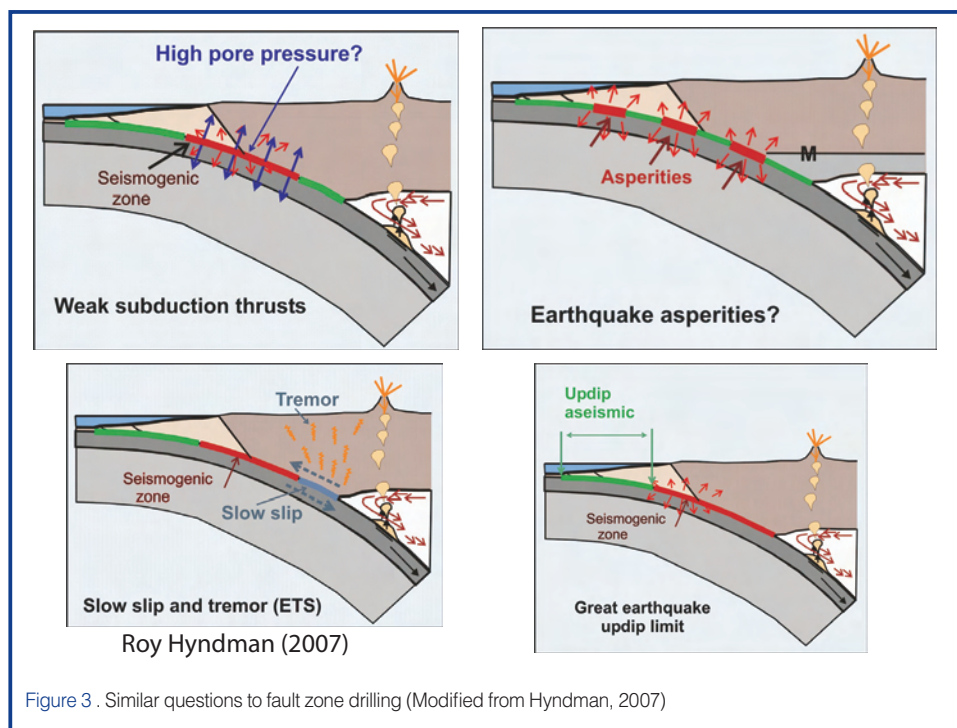 High pore pressure?
Seismogenic
zone
Weak subduction thrusts
M
Asperities
Earthquake asperities?
Tremor
Seismogenic
zone
Slow slip
Slow slip and tremor (ETS)
Roy Hyndman (2007)
Updip
aseismic
Seismogenic
zone
Great earthquake
updip limit
Figure 3 . Similar questions to fault zone drilling (Modified from Hyndman, 2007)